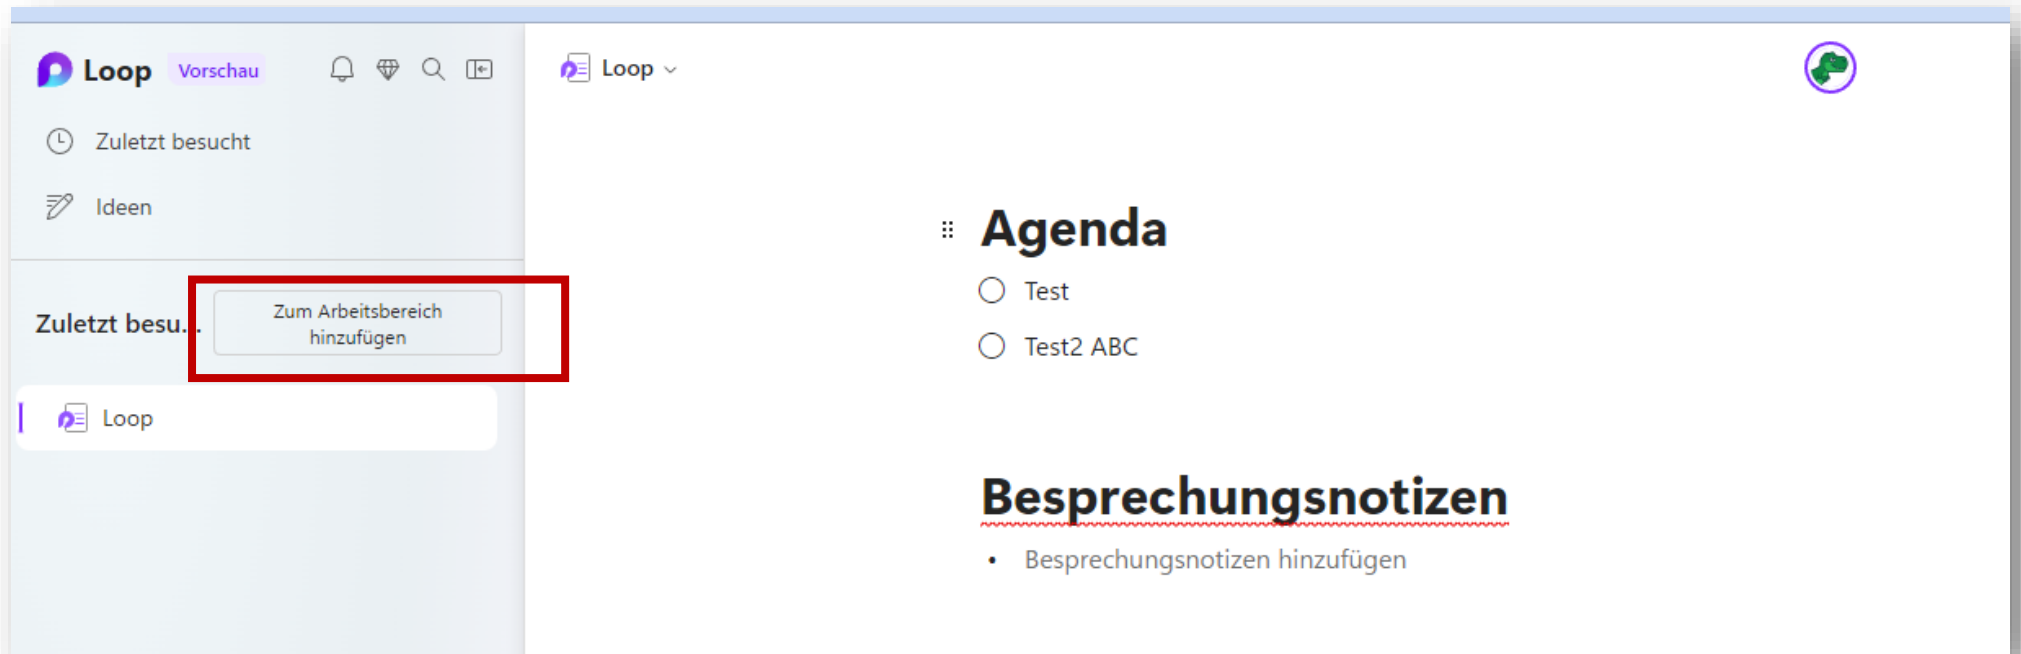 Loop Vorschau
Loop
Zuletzt besucht
Ideen
Zuletzt besu...
Zum Arbeitsbereich
hinzufügen
Loop
Agenda
Test
Test2 ABC
Besprechungsnotizen
• Besprechungsnotizen hinzufügen